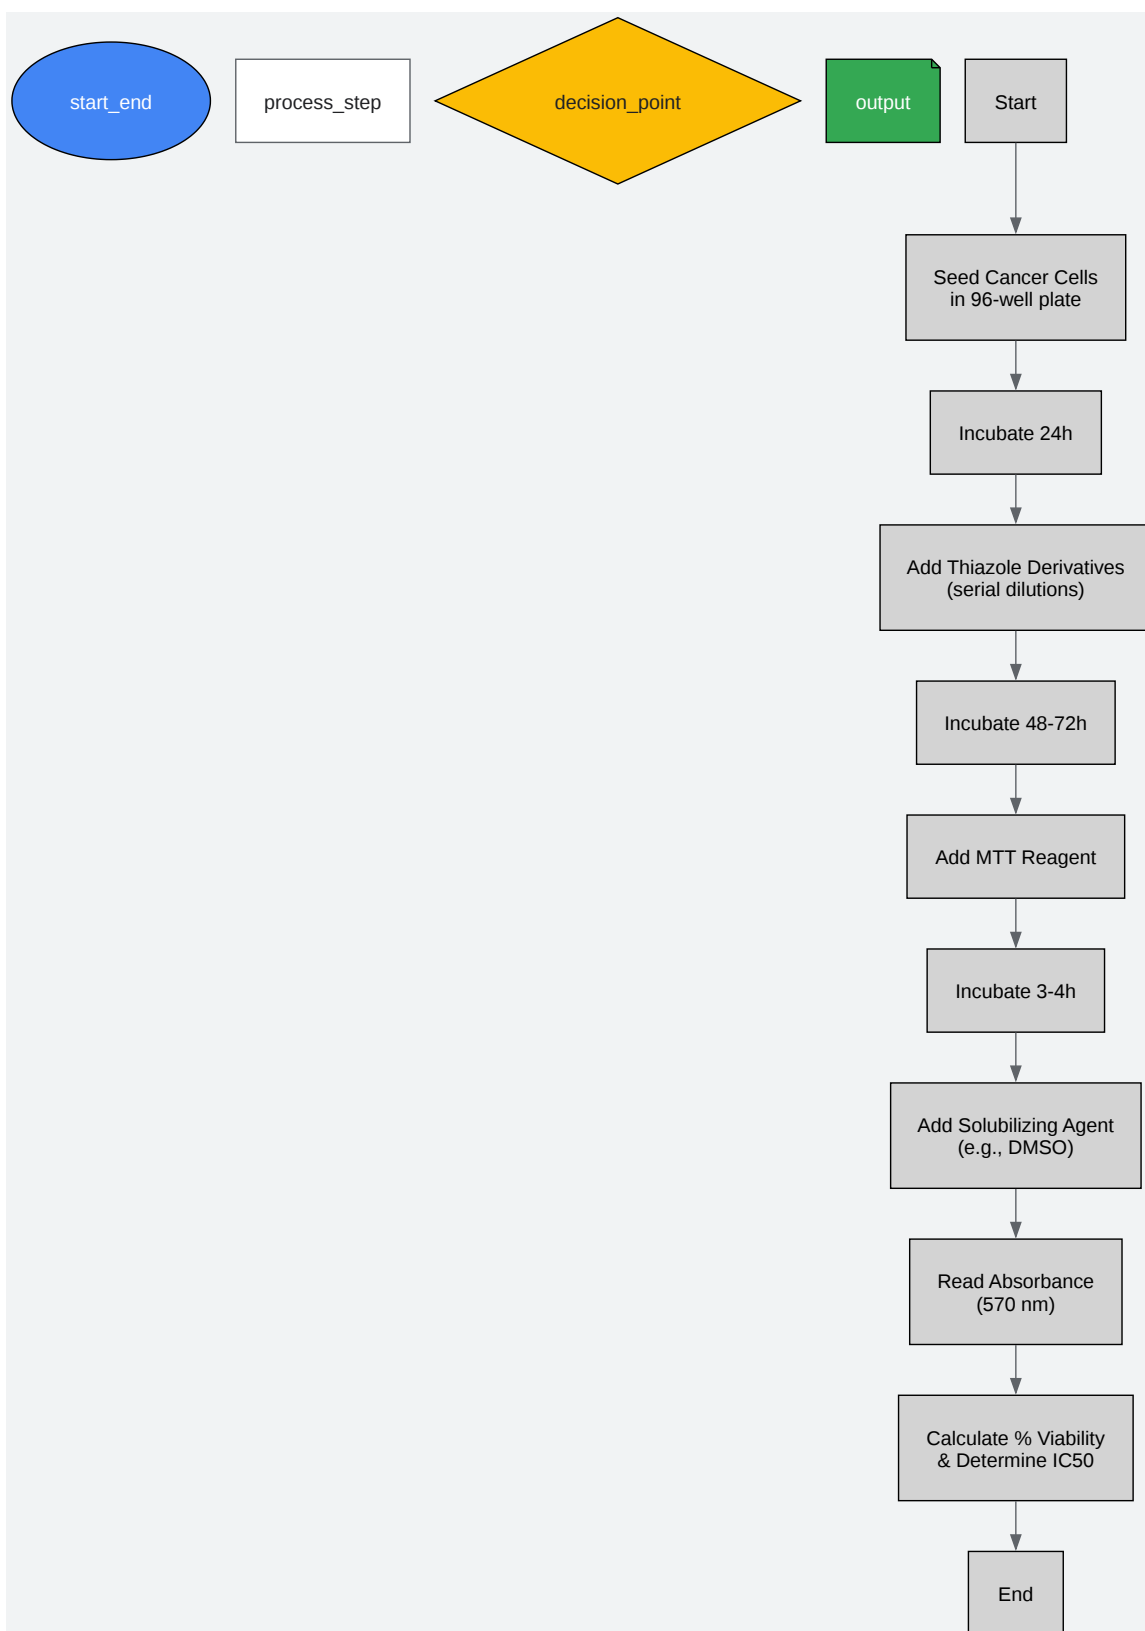 start_end
process_step
decision_point
output
Start
Seed Cancer Cells
in 96-well plate
Incubate 24h
Add Thiazole Derivatives
(serial dilutions)
Incubate 48-72h
Add MTT Reagent
Incubate 3-4h
Add Solubilizing Agent
(e.g., DMSO)
Read Absorbance
(570 nm)
Calculate % Viability
& Determine IC50
End